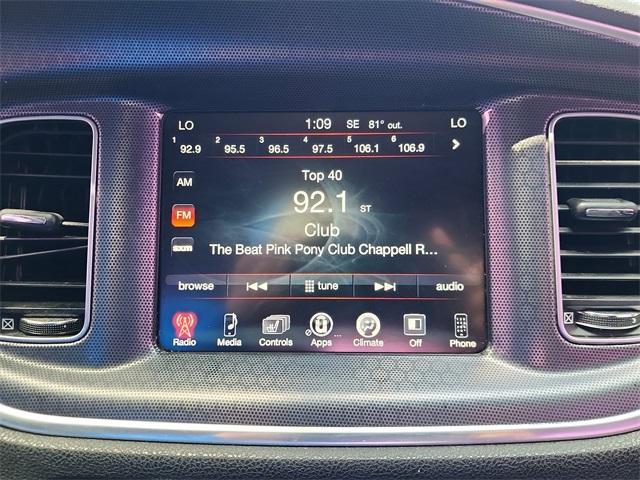 LO 1:09 SE 81° out. LO
1 92.9 2 95.5 3 96.5 4 97.5 5 106.1 6 106.9
AM
Top 40
FM 92.1 ST
Club
sxm The Beat Pink Pony Club Chappell R...
browse tune audio
Radio Media Controls Apps Climate Off Phone